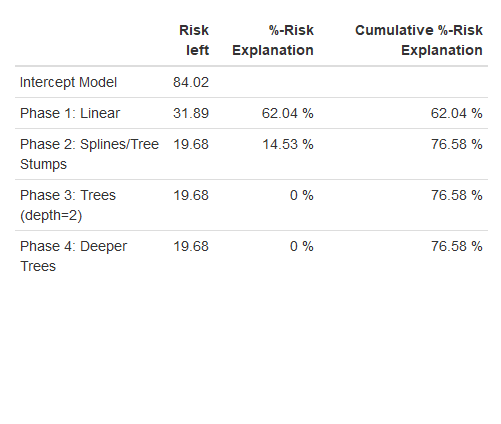 Risk left %-Risk Explanation Cumulative %-Risk Explanation
Intercept Model 84.02
Phase 1: Linear 31.89 62.04 % 62.04 %
Phase 2: Splines/Tree Stumps 19.68 14.53 % 76.58 %
Phase 3: Trees (depth=2) 19.68 0 % 76.58 %
Phase 4: Deeper Trees 19.68 0 % 76.58 %